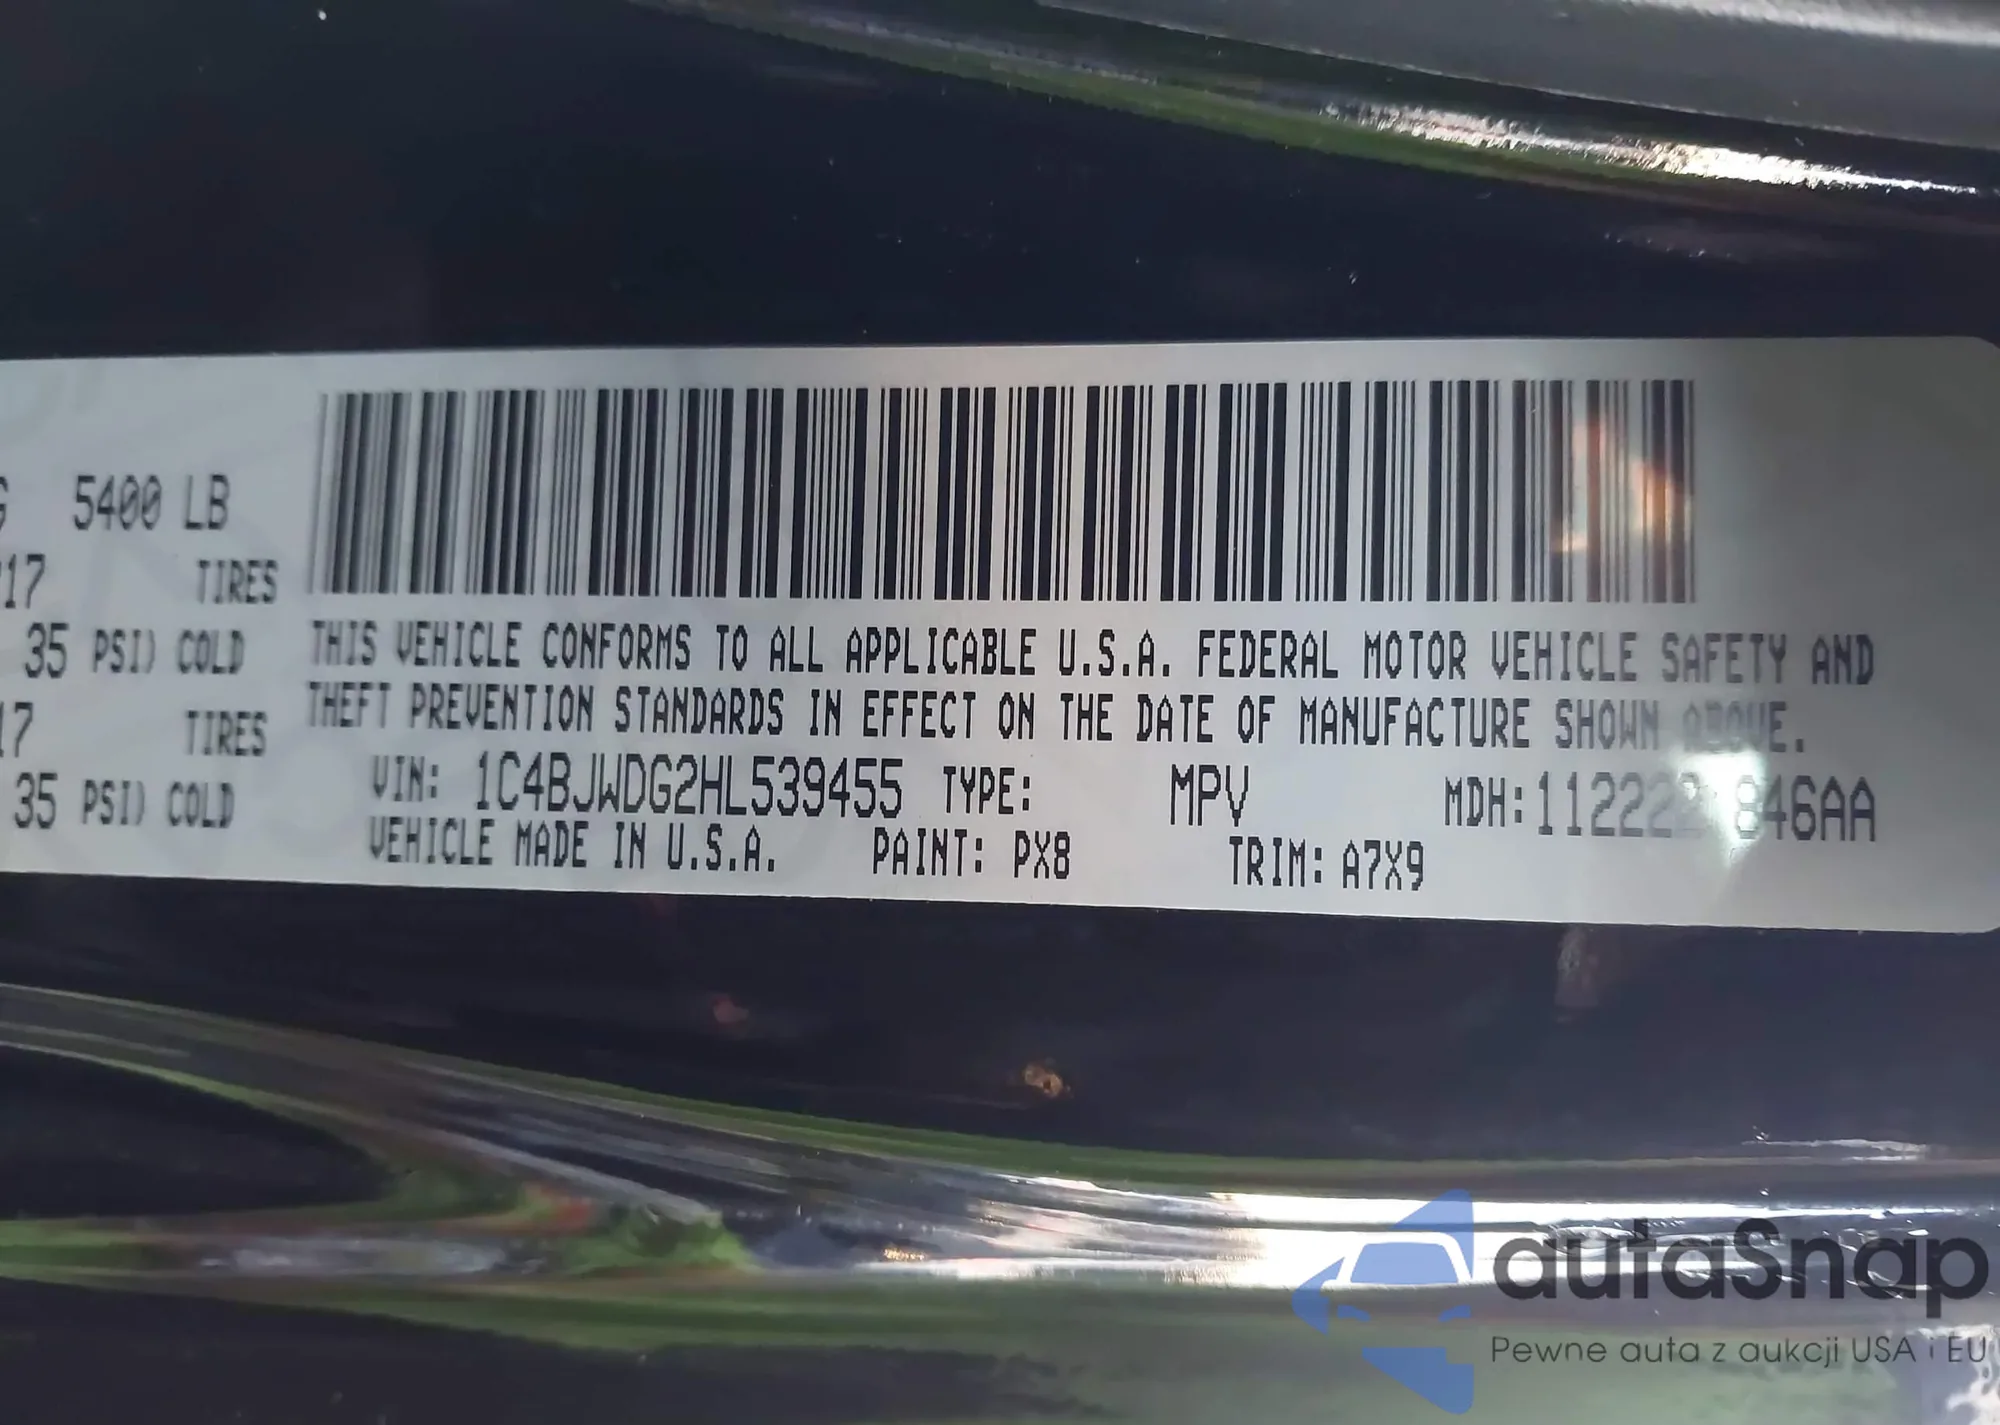 5400 LB
17 TIRES
35 PSI) COLD
17 TIRES
35 PSI) COLD
THIS VEHICLE CONFORMS TO ALL APPLICABLE U.S.A. FEDERAL MOTOR VEHICLE SAFETY AND
THEFT PREVENTION STANDARDS IN EFFECT ON THE DATE OF MANUFACTURE SHOWN ABOVE.
VIN: 1C4BJWDG2HL539455 TYPE: MPV MDH:
VEHICLE MADE IN U.S.A. PAINT: PX8 TRIM: A7X9
autaSnap
Pewne auta z aukcji USA i EU